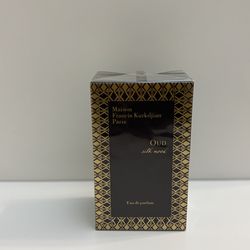 Maison
Francis Kurkdjian
Paris
OUD
silk mood
Eau de parfum